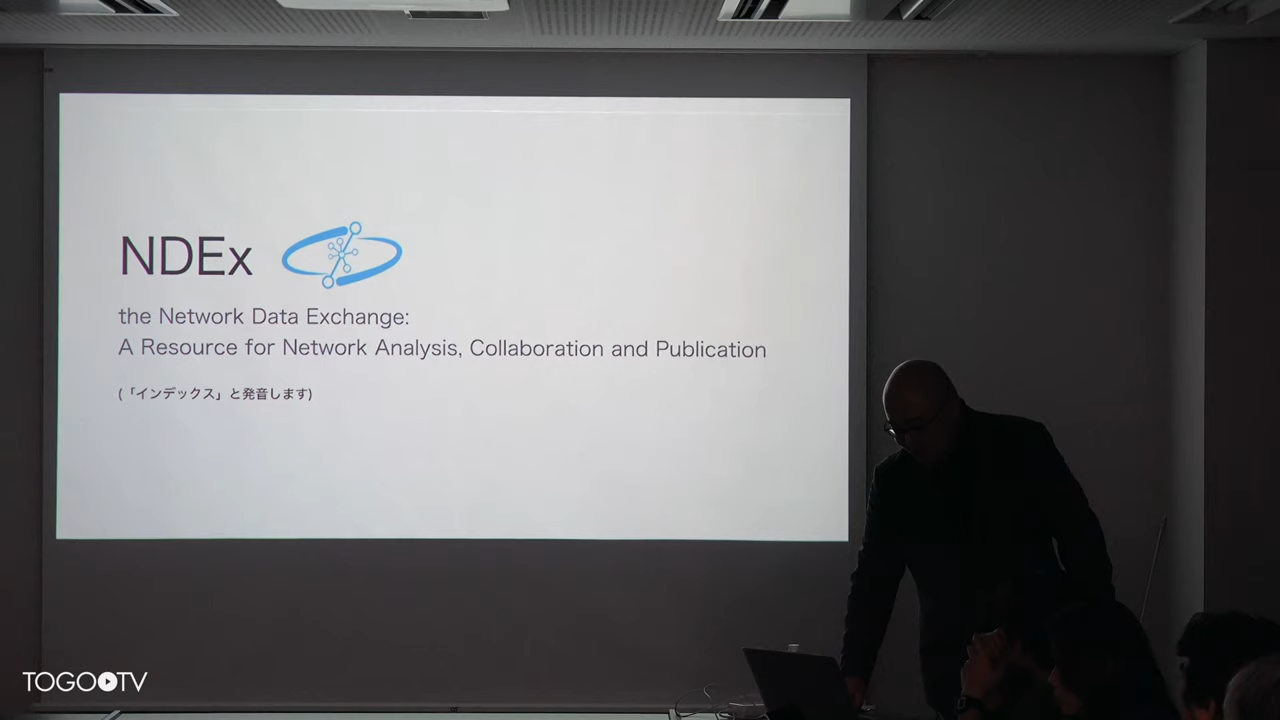 NDEx
the Network Data Exchange:
A Resource for Network Analysis, Collaboration and Publication
(「インデックス」と発音します)
TOGO TV